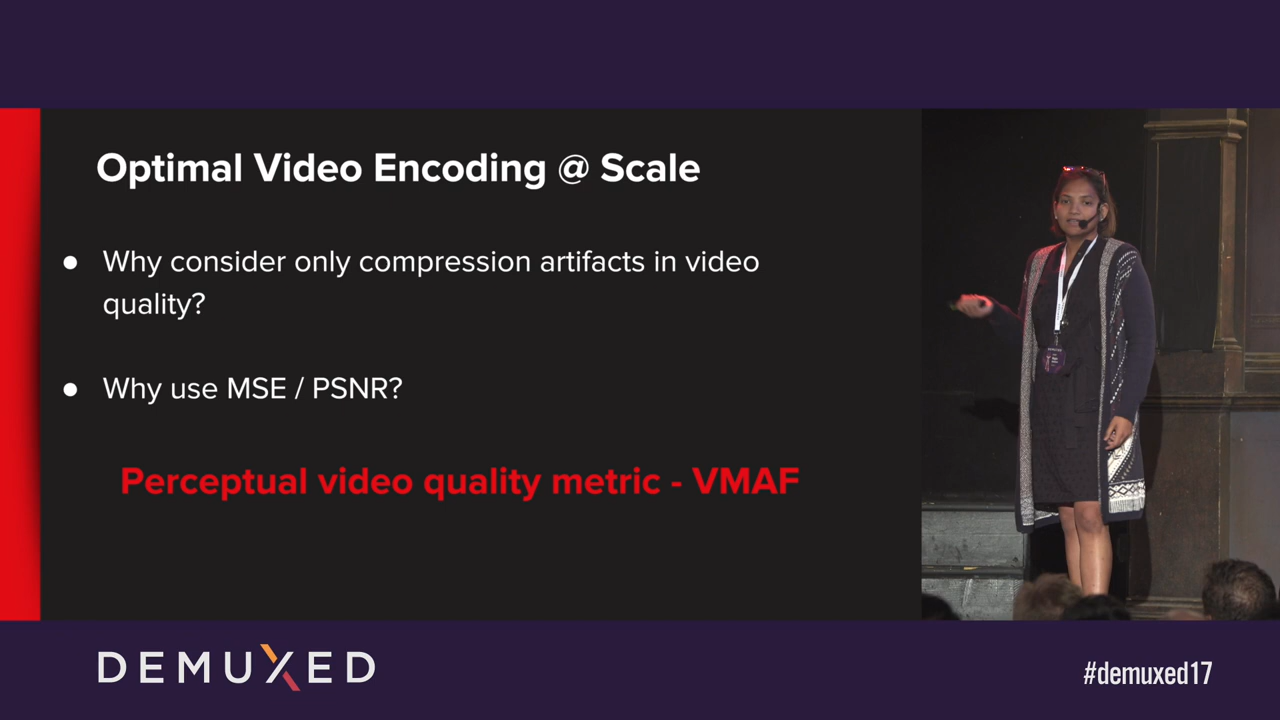 Optimal Video Encoding @ Scale
● Why consider only compression artifacts in video
quality?
● Why use MSE / PSNR?
Perceptual video quality metric - VMAF
DEMUXED
#demuxed17